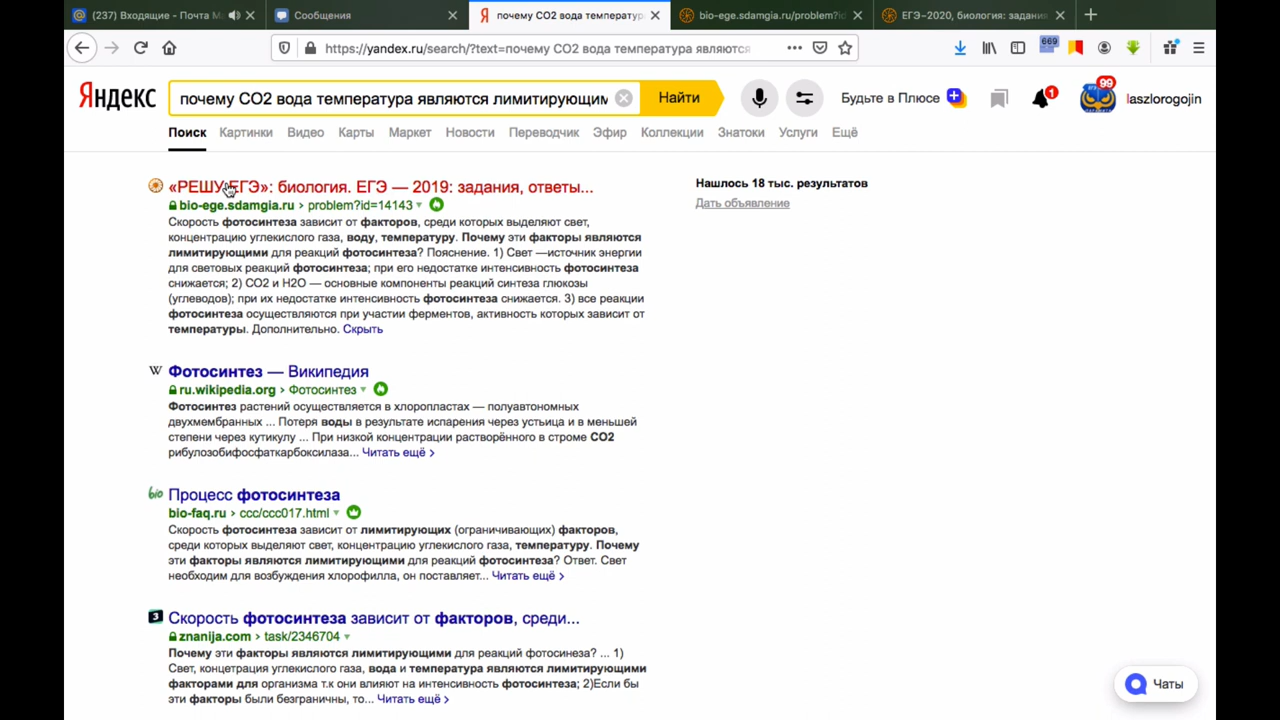 (237) Входящие - Почта M
Сообщения
почему CO2 вода температур
bio-ege.sdamgia.ru/problem?id
ЕГЭ–2020, биология: задания
https://yandex.ru/search/?text=почему CO2 вода температура являются
669
Яндекс
почему CO2 вода температура являются лимитирующим
Найти
Будьте в Плюсе
1
99
laszlorogojin
Поиск Картинки Видео Карты Маркет Новости Переводчик Эфир Коллекции Знатоки Услуги Ещё
«РЕШУ ЕГЭ»: биология. ЕГЭ — 2019: задания, ответы...
bio-ege.sdamgia.ru › problem?id=14143
Скорость фотосинтеза зависит от факторов, среди которых выделяют свет,
концентрацию углекислого газа, воду, температуру. Почему эти факторы являются
лимитирующими для реакций фотосинтеза? Пояснение. 1) Свет —источник энергии
для световых реакций фотосинтеза; при его недостатке интенсивность фотосинтеза
снижается; 2) CO2 и H2O — основные компоненты реакций синтеза глюкозы
(углеводов); при их недостатке интенсивность фотосинтеза снижается. 3) все реакции
фотосинтеза осуществляются при участии ферментов, активность которых зависит от
температуры. Дополнительно. Скрыть
Нашлось 18 тыс. результатов
Дать объявление
W Фотосинтез — Википедия
ru.wikipedia.org › Фотосинтез
Фотосинтез растений осуществляется в хлоропластах — полуавтономных
двухмембранных ... Потеря воды в результате испарения через устьица и в меньшей
степени через кутикулу ... При низкой концентрации растворённого в строме CO2
рибулозобифосфаткарбоксилаза... Читать ещё ›
bio Процесс фотосинтеза
bio-faq.ru › ccc/ccc017.html
Скорость фотосинтеза зависит от лимитирующих (ограничивающих) факторов,
среди которых выделяют свет, концентрацию углекислого газа, температуру. Почему
эти факторы являются лимитирующими для реакций фотосинтеза? Ответ. Свет
необходим для возбуждения хлорофилла, он поставляет... Читать ещё ›
3 Скорость фотосинтеза зависит от факторов, среди...
znanija.com › task/2346704
Почему эти факторы являются лимитирующими для реакций фотосинеза? ... 1)
Свет, концетрация углекислого газа, вода и температура являются лимитирующими
факторами для организма т.к они влияют на интенсивность фотосинтеза; 2)Если бы
эти факторы были безграничны, то... Читать ещё ›
Чаты